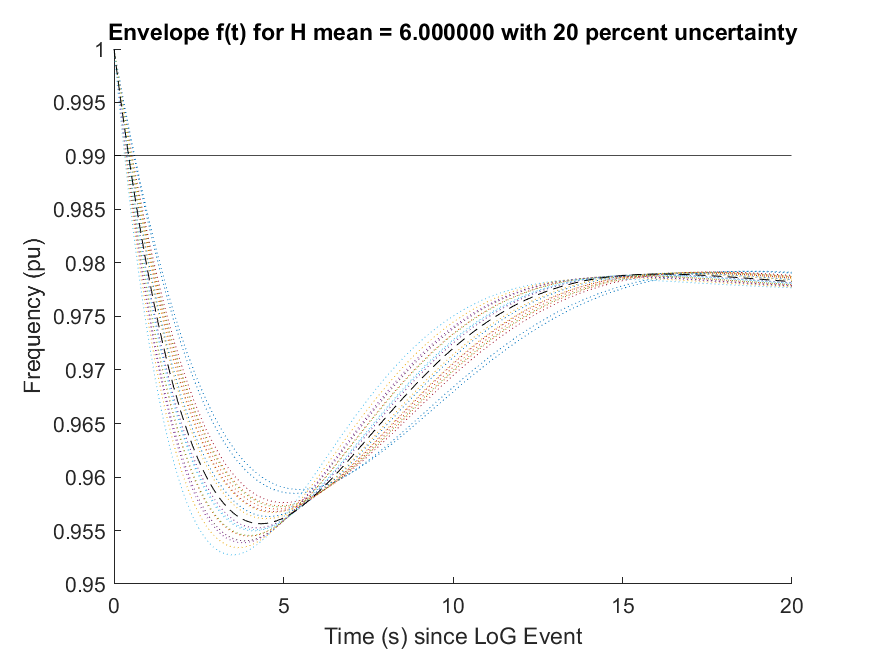 Envelope f(t) for H mean = 6.000000 with 20 percent uncertainty
1
0.995
0.99
0.985
0.98
0.975
0.97
0.965
0.96
0.955
0.95
Frequency (pu)
0 5 10 15 20
Time (s) since LoG Event